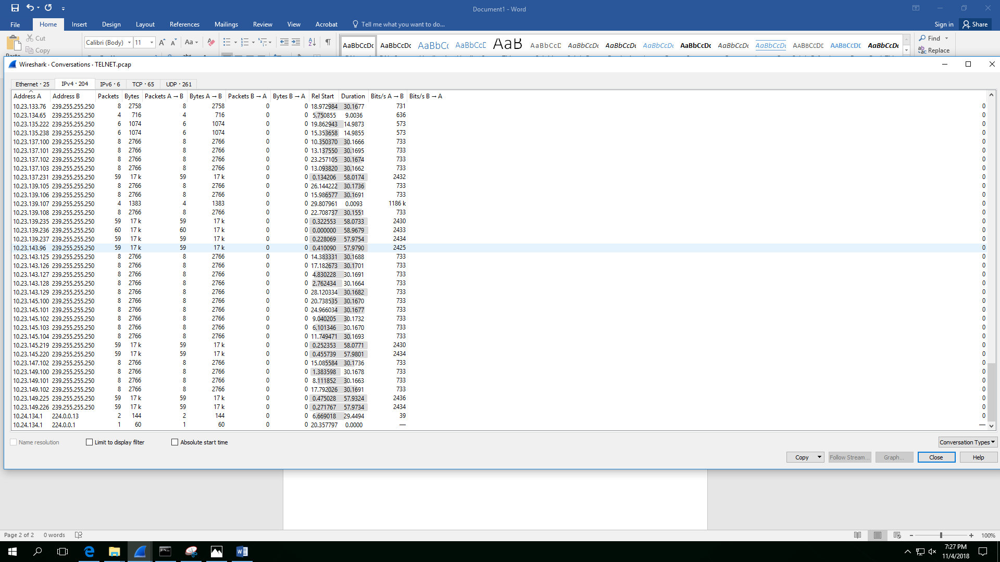 Document1 - Word
File Home Insert Design Layout References Mailings Review View Acrobat Tell me what you want to do... Sign in Share
Cut Calibri (Body) 11 Aa Find
Copy AaBbCcDc AaBbCcDc AaBbCc AaBbCcD AaB AaBbCcD AaBbCcDc AaBbCcDc AaBbCcDc AaBbCcDc AaBbCcDc AaBbCcDc AABBCCDC AABBCCDC AaBbCcDc Replace
Wireshark · Conversations · TELNET.pcap
Ethernet · 25 IPv4 · 204 IPv6 · 6 TCP · 65 UDP · 261
Address A Address B Packets Bytes Packets A → B Bytes A → B Packets B → A Bytes B → A Rel Start Duration Bits/s A → B Bits/s B → A
10.23.133.76 239.255.255.250 8 2758 8 2758 0 0 18.972984 30.1677 731 0
10.23.134.65 239.255.255.250 4 716 4 716 0 0 5.750855 9.0036 636 0
10.23.135.222 239.255.255.250 6 1074 6 1074 0 0 19.862943 14.9873 573 0
10.23.135.238 239.255.255.250 6 1074 6 1074 0 0 15.353658 14.9855 573 0
10.23.137.100 239.255.255.250 8 2766 8 2766 0 0 10.350370 30.1666 733 0
10.23.137.101 239.255.255.250 8 2766 8 2766 0 0 13.137550 30.1695 733 0
10.23.137.102 239.255.255.250 8 2766 8 2766 0 0 23.257105 30.1674 733 0
10.23.137.103 239.255.255.250 8 2766 8 2766 0 0 13.093820 30.1662 733 0
10.23.137.231 239.255.255.250 59 17 k 59 17 k 0 0 0.134206 58.0174 2432 0
10.23.139.105 239.255.255.250 8 2766 8 2766 0 0 26.144222 30.1736 733 0
10.23.139.106 239.255.255.250 8 2766 8 2766 0 0 15.986577 30.1691 733 0
10.23.139.107 239.255.255.250 4 1383 4 1383 0 0 29.807961 0.0093 1186 k 0
10.23.139.108 239.255.255.250 8 2766 8 2766 0 0 22.708737 30.1551 733 0
10.23.139.235 239.255.255.250 59 17 k 59 17 k 0 0 0.322553 58.0733 2430 0
10.23.139.236 239.255.255.250 60 17 k 60 17 k 0 0 0.000000 58.9679 2433 0
10.23.139.237 239.255.255.250 59 17 k 59 17 k 0 0 0.228069 57.9754 2434 0
10.23.143.96 239.255.255.250 59 17 k 59 17 k 0 0 0.410090 57.9790 2425 0
10.23.143.125 239.255.255.250 8 2766 8 2766 0 0 14.383331 30.1688 733 0
10.23.143.126 239.255.255.250 8 2766 8 2766 0 0 17.182673 30.1701 733 0
10.23.143.127 239.255.255.250 8 2766 8 2766 0 0 4.830228 30.1691 733 0
10.23.143.128 239.255.255.250 8 2766 8 2766 0 0 2.762434 30.1664 733 0
10.23.143.129 239.255.255.250 8 2766 8 2766 0 0 28.120334 30.1682 733 0
10.23.145.100 239.255.255.250 8 2766 8 2766 0 0 20.738535 30.1670 733 0
10.23.145.101 239.255.255.250 8 2766 8 2766 0 0 24.966034 30.1677 733 0
10.23.145.102 239.255.255.250 8 2766 8 2766 0 0 9.040205 30.1732 733 0
10.23.145.103 239.255.255.250 8 2766 8 2766 0 0 6.101346 30.1670 733 0
10.23.145.104 239.255.255.250 8 2766 8 2766 0 0 11.749471 30.1693 733 0
10.23.145.219 239.255.255.250 59 17 k 59 17 k 0 0 0.252353 58.0771 2430 0
10.23.145.220 239.255.255.250 59 17 k 59 17 k 0 0 0.455739 57.9801 2434 0
10.23.147.102 239.255.255.250 8 2766 8 2766 0 0 15.085584 30.1736 733 0
10.23.149.100 239.255.255.250 8 2766 8 2766 0 0 1.383598 30.1678 733 0
10.23.149.101 239.255.255.250 8 2766 8 2766 0 0 8.111852 30.1663 733 0
10.23.149.102 239.255.255.250 8 2766 8 2766 0 0 17.792026 30.1691 733 0
10.23.149.225 239.255.255.250 59 17 k 59 17 k 0 0 0.475028 57.9324 2436 0
10.23.149.226 239.255.255.250 59 17 k 59 17 k 0 0 0.271767 57.9734 2434 0
10.24.134.1 224.0.0.13 2 144 2 144 0 0 6.669018 29.4494 39 0
10.24.134.1 224.0.0.1 1 60 1 60 0 0 20.357797 0.0000 — —
Name resolution Limit to display filter Absolute start time Conversation Types
Copy Follow Stream... Graph... Close Help
Page 2 of 2 0 words 100%
7:27 PM
11/4/2018